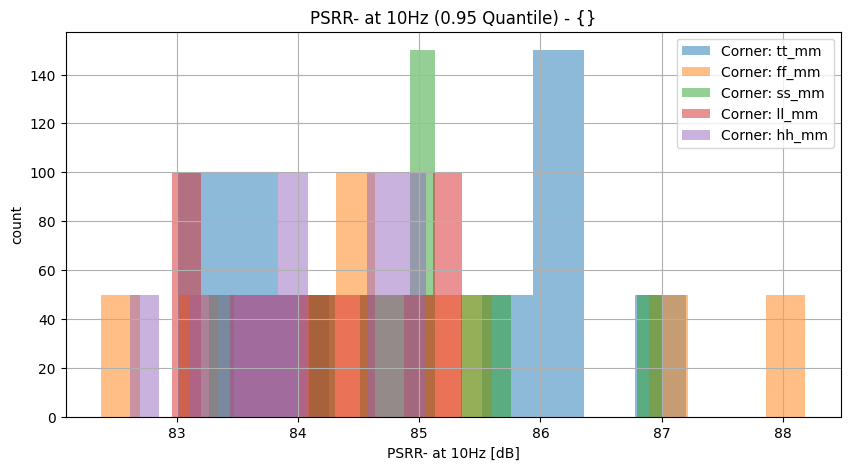 PSRR- at 10Hz (0.95 Quantile) - {}
Corner: tt_mm
Corner: ff_mm
Corner: ss_mm
Corner: ll_mm
Corner: hh_mm
count
140
120
100
80
60
40
20
0
83 84 85 86 87 88
PSRR- at 10Hz [dB]